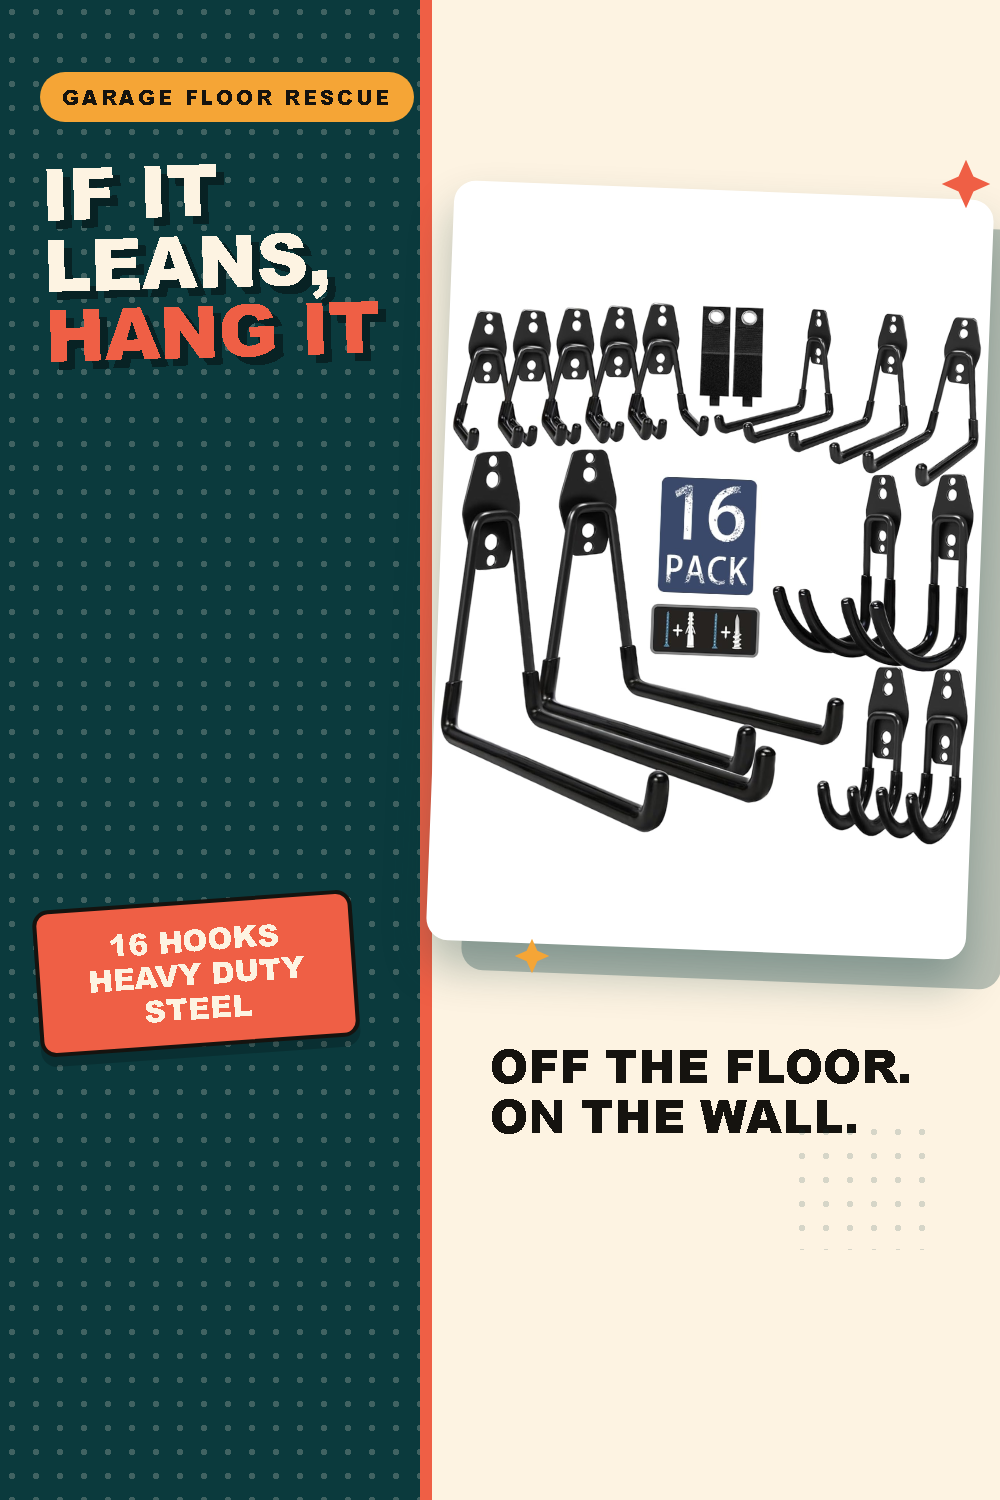 GARAGE FLOOR RESCUE
IF IT
LEANS,
HANG IT
16
PACK
16 HOOKS
HEAVY DUTY
STEEL
OFF THE FLOOR.
ON THE WALL.